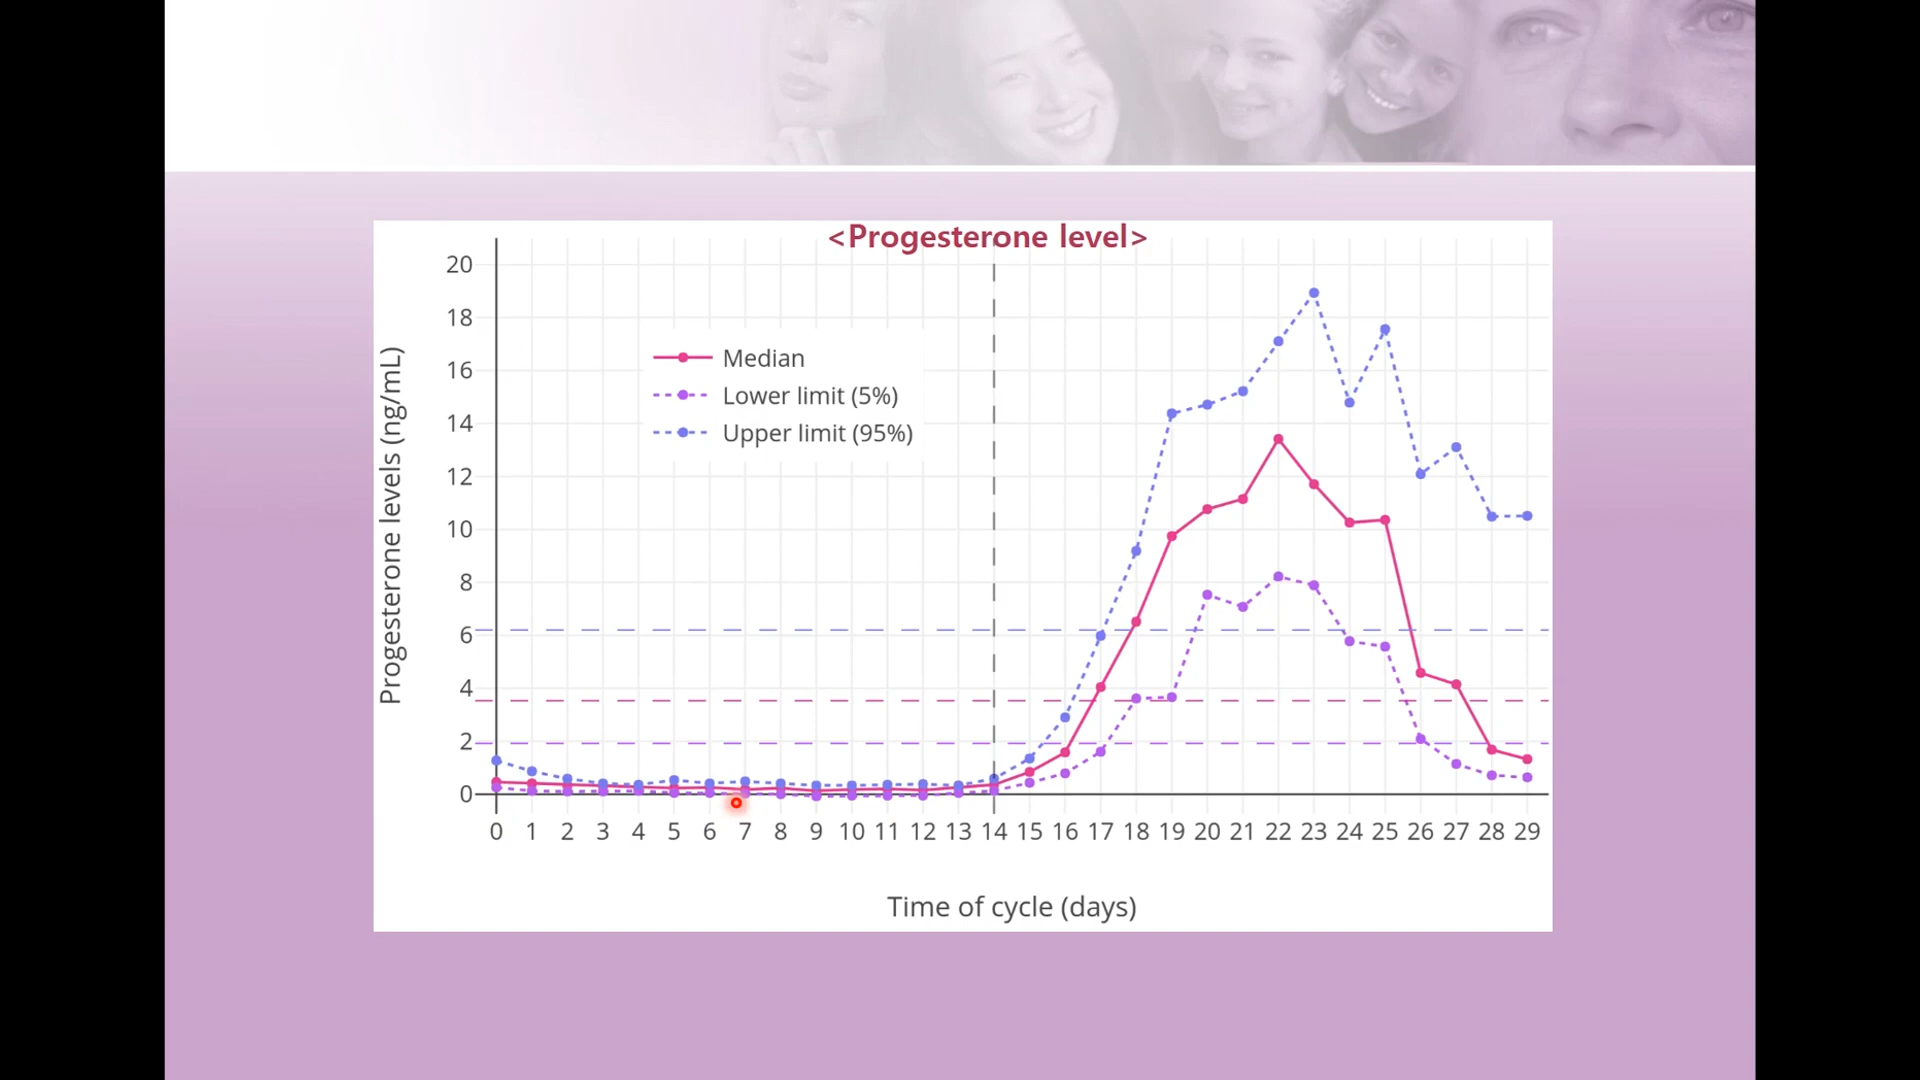 <Progesterone level>
20
18
16
14
12
10
8
6
4
2
0
Progesterone levels (ng/mL)
Median
Lower limit (5%)
Upper limit (95%)
0 1 2 3 4 5 6 7 8 9 10 11 12 13 14 15 16 17 18 19 20 21 22 23 24 25 26 27 28 29
Time of cycle (days)